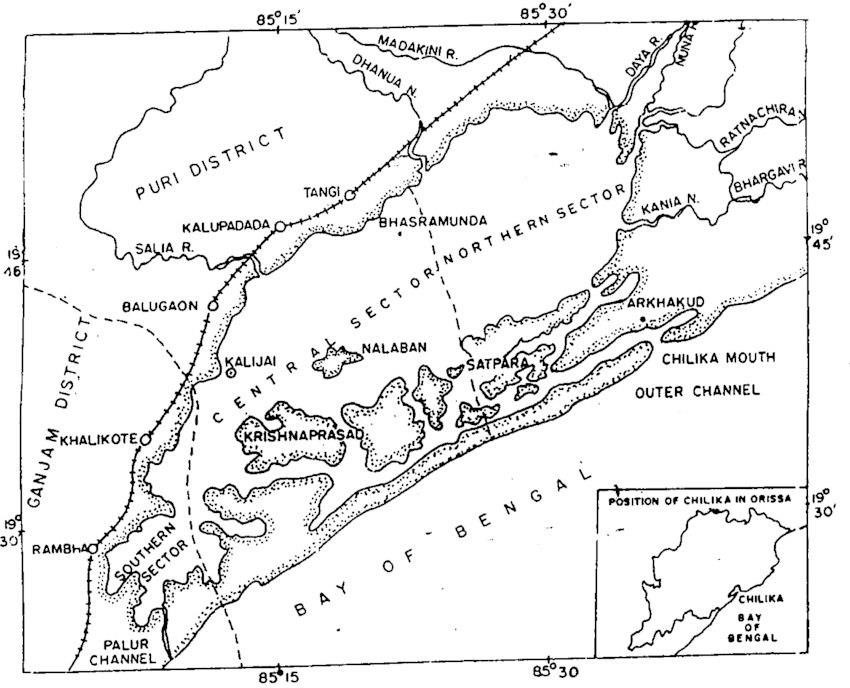 85°15'
85°30'
MADAKINI R.
DHANUA N.
DAYA R.
NUNA R.
RATNACHIRA
BHARGAVI R.
PURI DISTRICT
TANGI
KALUPADADA
BHASRAMUNDA
KANIA N.
SALIA R.
19°
45'
BALUGAON
NORTHERN SECTOR
CENTRAL SECTOR
ARKHAKUD
KALIJAI
NALABAN
SATPARA
CHILIKA MOUTH
OUTER CHANNEL
GANJAM DISTRICT
KHALIKOTE
KRISHNAPRASAD
BAY OF BENGAL
19°
30'
RAMBHA
SOUTHERN
SECTOR
PALUR
CHANNEL
POSITION OF CHILIKA IN ORISSA
CHILIKA
BAY
OF
BENGAL
19°
30'
85°15
85°30